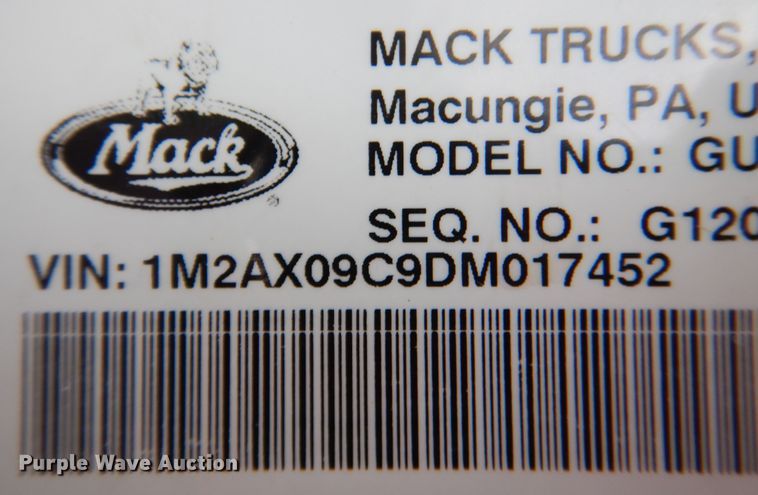 Mack
®
MACK TRUCKS,
Macungie, PA, U
MODEL NO.: GU
SEQ. NO.: G120
VIN: 1M2AX09C9DM017452
Purple Wave Auction